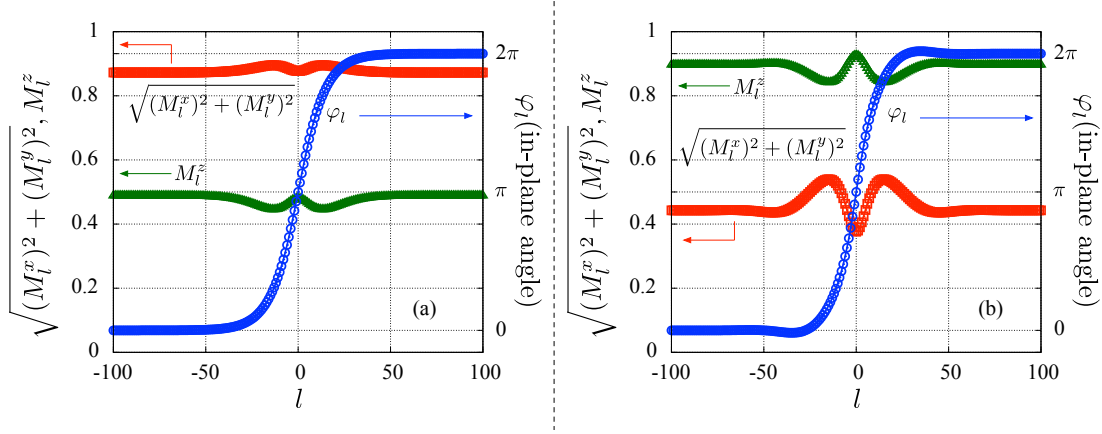 √(M_l^x)^2 + (M_l^y)^2, M_l^z
1
0.8
0.6
0.4
0.2
0
-100
-50
0
50
100
l
2π
π
0
φ_l(in-plane angle)
√(M_l^x)^2 + (M_l^y)^2
φ_l
M_l^z
(a)
√(M_l^x)^2 + (M_l^y)^2, M_l^z
1
0.8
0.6
0.4
0.2
0
-100
-50
0
50
100
l
2π
π
0
φ_l(in-plane angle)
M_l^z
φ_l
√(M_l^x)^2 + (M_l^y)^2
(b)